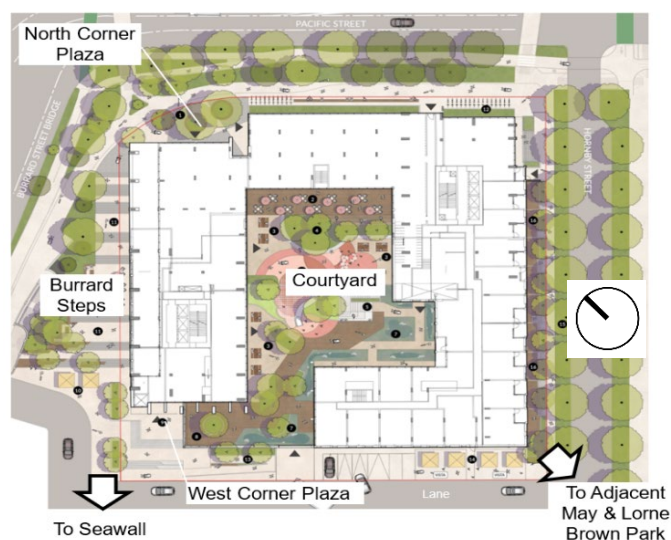 PACIFIC STREET
North Corner
Plaza
BURRARD STREET BRIDGE
HORNBY STREET
Burrard
Steps
Courtyard
West Corner Plaza
Lane
To Seawall
To Adjacent
May & Lorne
Brown Park